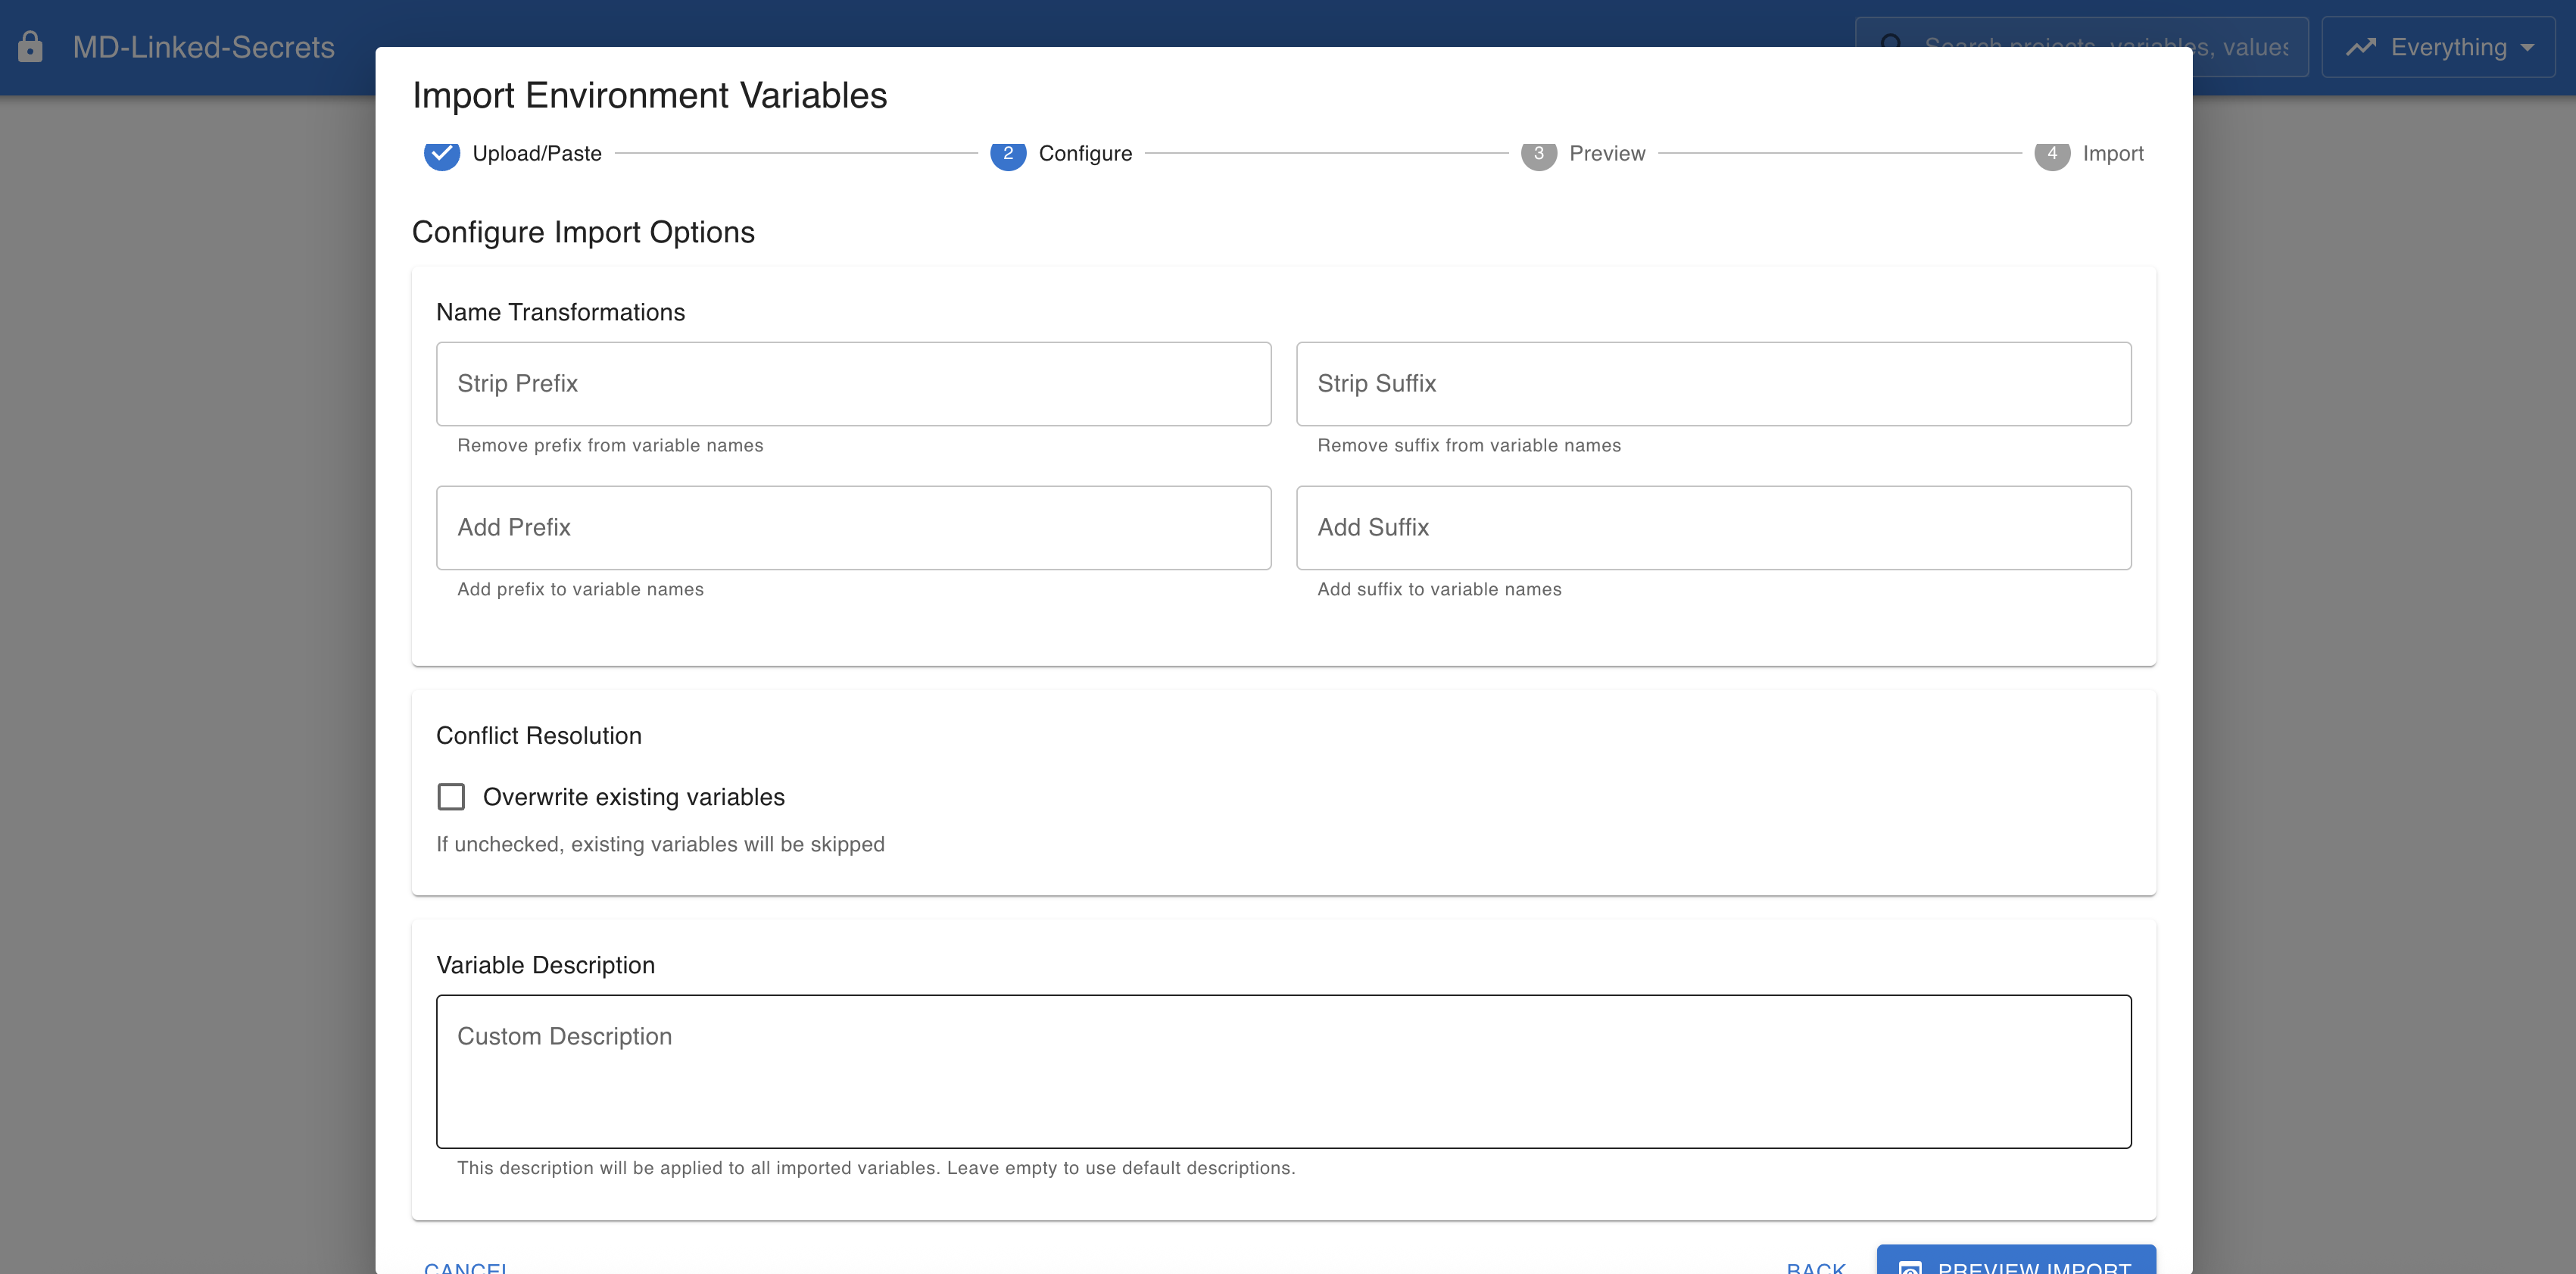 MD-Linked-Secrets
Search projects, variables, values
Everything
Import Environment Variables
Upload/Paste
2 Configure
3 Preview
4 Import
Configure Import Options
Name Transformations
Strip Prefix
Strip Suffix
Remove prefix from variable names
Remove suffix from variable names
Add Prefix
Add Suffix
Add prefix to variable names
Add suffix to variable names
Conflict Resolution
Overwrite existing variables
If unchecked, existing variables will be skipped
Variable Description
Custom Description
This description will be applied to all imported variables. Leave empty to use default descriptions.
CANCEL
BACK
PREVIEW IMPORT